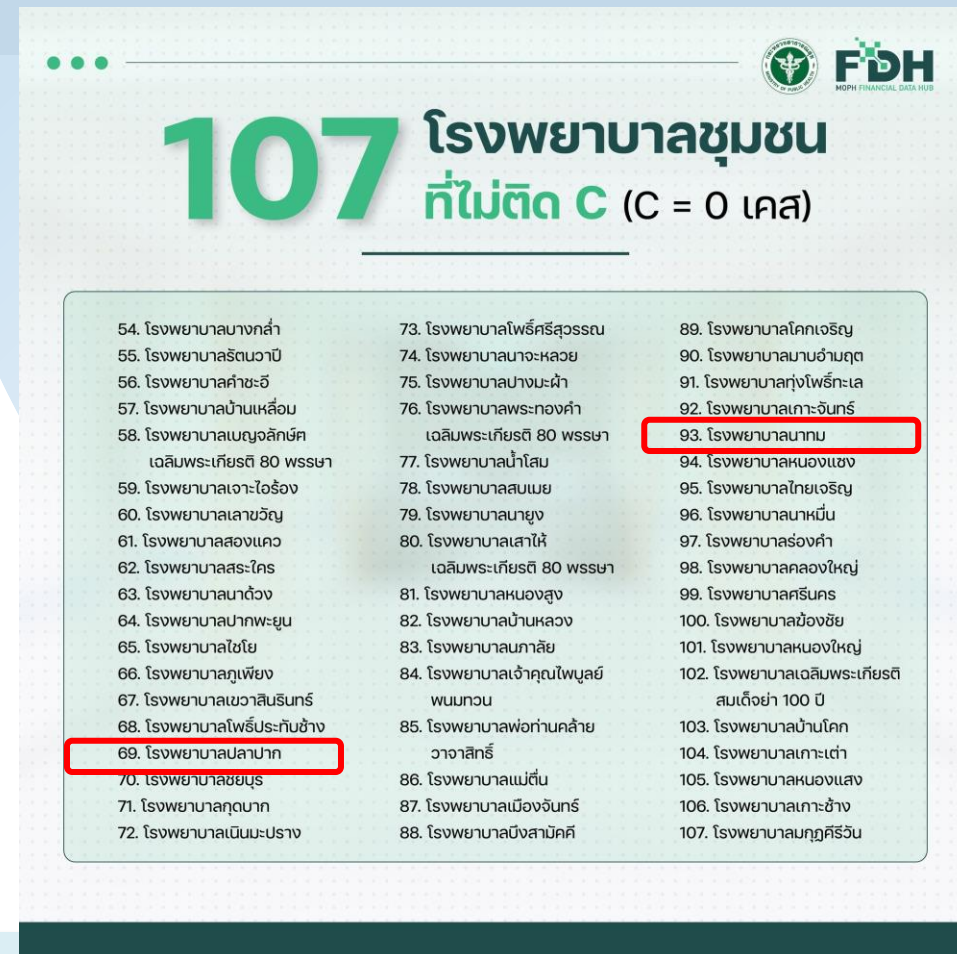 FDH
MOPH FINANCIAL DATA HUB
107 โรงพยาบาลชุมชน
ที่ไม่ติด C (C = 0 เคส)
54. โรงพยาบาลบางกล่ำ
55. โรงพยาบาลรัตนวาปี
56. โรงพยาบาลคำชะอี
57. โรงพยาบาลบ้านเหลื่อม
58. โรงพยาบาลเบญจลักษ์ฯ
เฉลิมพระเกียรติ 80 พรรษา
59. โรงพยาบาลเจาะไอร้อง
60. โรงพยาบาลเลาขวัญ
61. โรงพยาบาลสองแคว
62. โรงพยาบาลสระใคร
63. โรงพยาบาลนาด้วง
64. โรงพยาบาลปากพะยูน
65. โรงพยาบาลไชโย
66. โรงพยาบาลภูเพียง
67. โรงพยาบาลเขวาสินรินทร์
68. โรงพยาบาลโพธิ์ประทับช้าง
69. โรงพยาบาลปลาปาก
70. โรงพยาบาลชัยบุรี
71. โรงพยาบาลกุดบาก
72. โรงพยาบาลเนินมะปราง
73. โรงพยาบาลโพธิ์ศรีสุวรรณ
74. โรงพยาบาลนาจะหลวย
75. โรงพยาบาลปางมะผ้า
76. โรงพยาบาลพระทองคำ
เฉลิมพระเกียรติ 80 พรรษา
77. โรงพยาบาลน้ำโสม
78. โรงพยาบาลสบเมย
79. โรงพยาบาลนายูง
80. โรงพยาบาลเสาไห้
เฉลิมพระเกียรติ 80 พรรษา
81. โรงพยาบาลหนองสูง
82. โรงพยาบาลบ้านหลวง
83. โรงพยาบาลนภาลัย
84. โรงพยาบาลเจ้าคุณไพบูลย์
พนมทวน
85. โรงพยาบาลพ่อท่านคล้าย
วาจาสิทธิ์
86. โรงพยาบาลแม่ตื่น
87. โรงพยาบาลเมืองจันทร์
88. โรงพยาบาลบึงสามัคคี
89. โรงพยาบาลโคกเจริญ
90. โรงพยาบาลมาบอำมฤต
91. โรงพยาบาลทุ่งโพธิ์ทะเล
92. โรงพยาบาลเกาะจันทร์
93. โรงพยาบาลนาทม
94. โรงพยาบาลหนองแซง
95. โรงพยาบาลไทยเจริญ
96. โรงพยาบาลนาหมื่น
97. โรงพยาบาลร่องคำ
98. โรงพยาบาลคลองใหญ่
99. โรงพยาบาลศรีนคร
100. โรงพยาบาลฆ้องชัย
101. โรงพยาบาลหนองใหญ่
102. โรงพยาบาลเฉลิมพระเกียรติ
สมเด็จย่า 100 ปี
103. โรงพยาบาลบ้านโคก
104. โรงพยาบาลเกาะเต่า
105. โรงพยาบาลหนองแสง
106. โรงพยาบาลเกาะช้าง
107. โรงพยาบาลมกุฏคีรีวัน